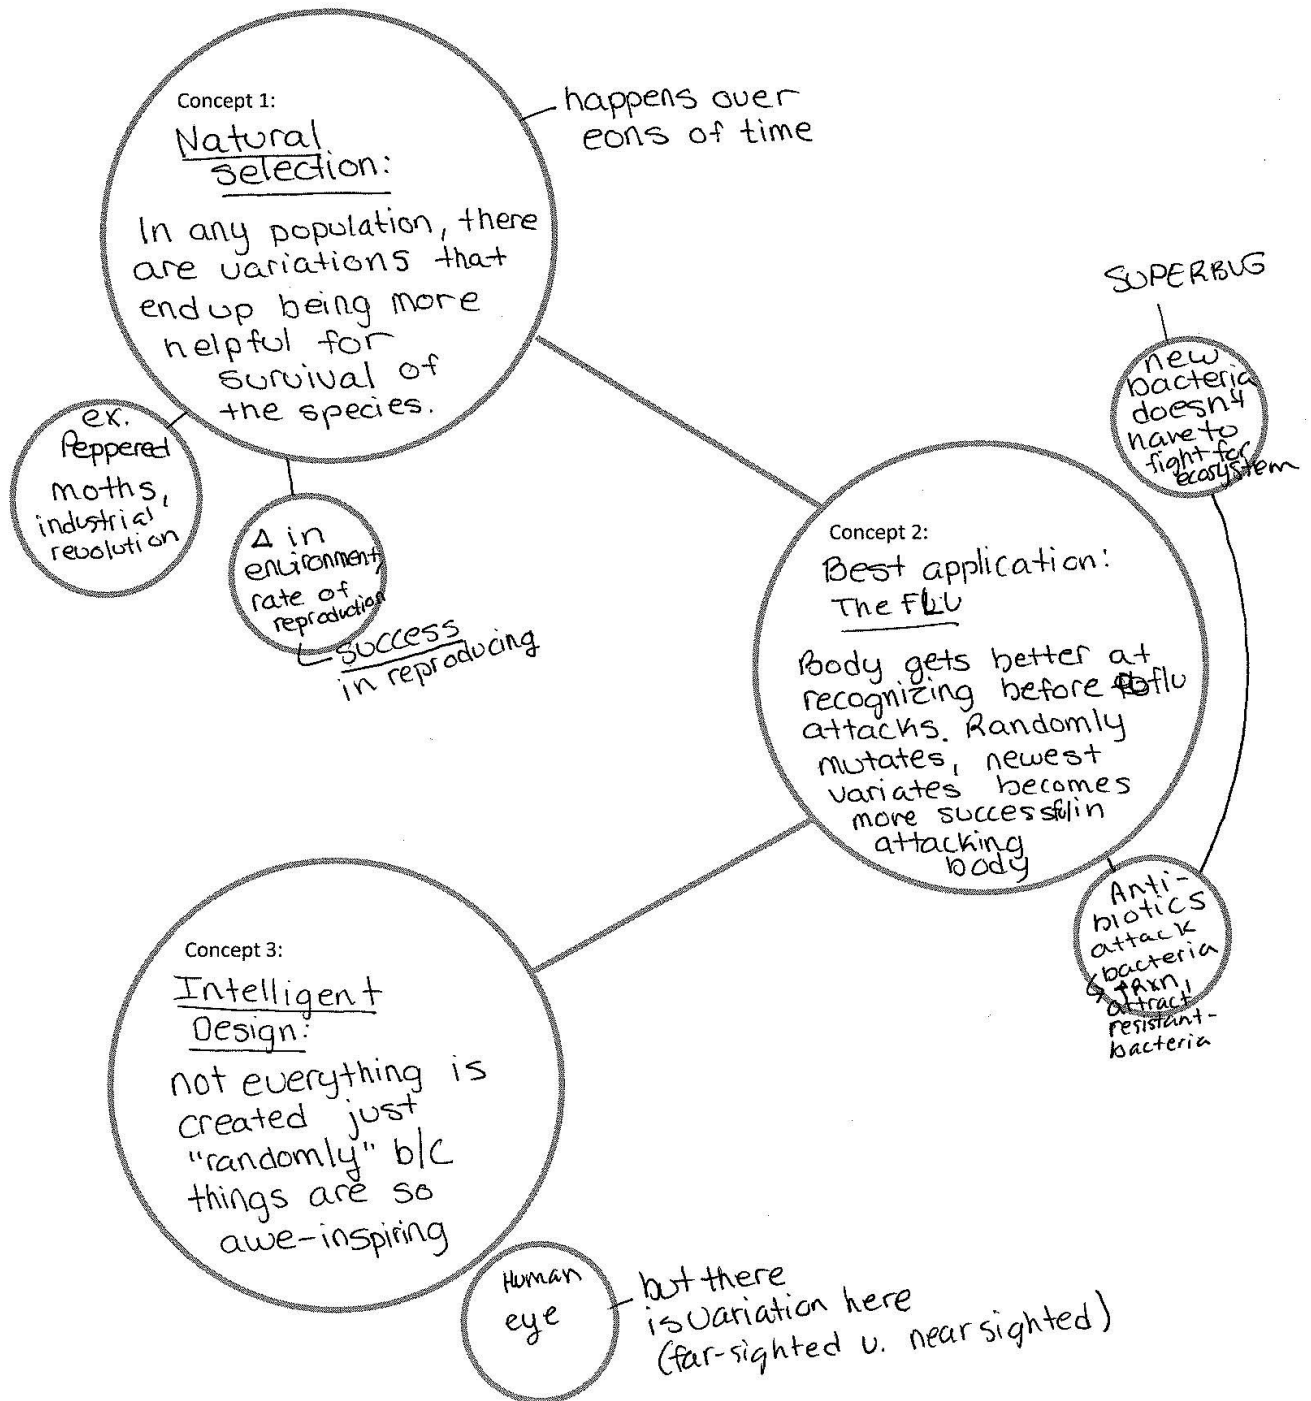 Concept 1:
Natural
selection:
In any population, there
are variations that
end up being more
helpful for
survival of
the species.
happens over
eons of time
ex.
Peppered
moths,
industrial
revolution
Δ in
environment,
rate of
reproduction
success
in reproducing
SUPERBUG
new
bacteria
doesn't
have to
fight for
ecosystem
Concept 2:
Best application:
The FLU
Body gets better at
recognizing before flu
attacks. Randomly
mutates, newest
variates becomes
more successful in
attacking
body
Anti-
biotics
attack
bacteria
↳ ↑Rxn,
attract
resistant-
bacteria
Concept 3:
Intelligent
Design:
not everything is
created just
"randomly" b/c
things are so
awe-inspiring
Human
eye
but there
is variation here
(far-sighted v. near sighted)